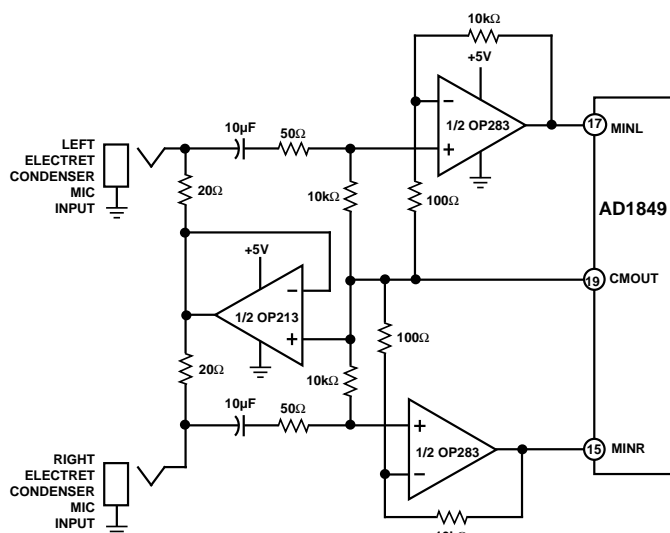 10kΩ
+5V
1/2 OP283
17
MINL
LEFT
ELECTRET
CONDENSER
MIC
INPUT
10µF
50Ω
20Ω
10kΩ
100Ω
AD1849
+5V
1/2 OP213
19
CMOUT
100Ω
20Ω
10kΩ
10µF
50Ω
1/2 OP283
15
MINR
RIGHT
ELECTRET
CONDENSER
MIC
INPUT